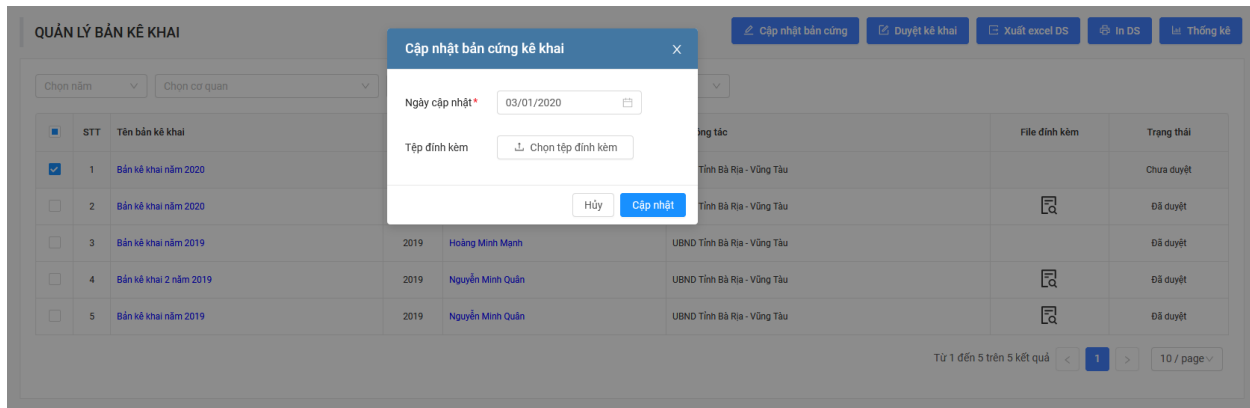 QUẢN LÝ BẢN KÊ KHAI
Cập nhật bản cứng
Duyệt kê khai
Xuất excel DS
In DS
Thống kê
Cập nhật bản cứng kê khai
X
Chọn năm
Chọn cơ quan
Ngày cập nhật* 03/01/2020
Tệp đính kèm Chọn tệp đính kèm
Hủy Cập nhật
STT Tên bản kê khai công tác File đính kèm Trạng thái
1 Bản kê khai năm 2020 Tỉnh Bà Rịa - Vũng Tàu Chưa duyệt
2 Bản kê khai năm 2020 Tỉnh Bà Rịa - Vũng Tàu Đã duyệt
3 Bản kê khai năm 2019 2019 Hoàng Minh Mạnh UBND Tỉnh Bà Rịa - Vũng Tàu Đã duyệt
4 Bản kê khai 2 năm 2019 2019 Nguyễn Minh Quân UBND Tỉnh Bà Rịa - Vũng Tàu Đã duyệt
5 Bản kê khai năm 2019 2019 Nguyễn Minh Quân UBND Tỉnh Bà Rịa - Vũng Tàu Đã duyệt
Từ 1 đến 5 trên 5 kết quả < 1 > 10 / page